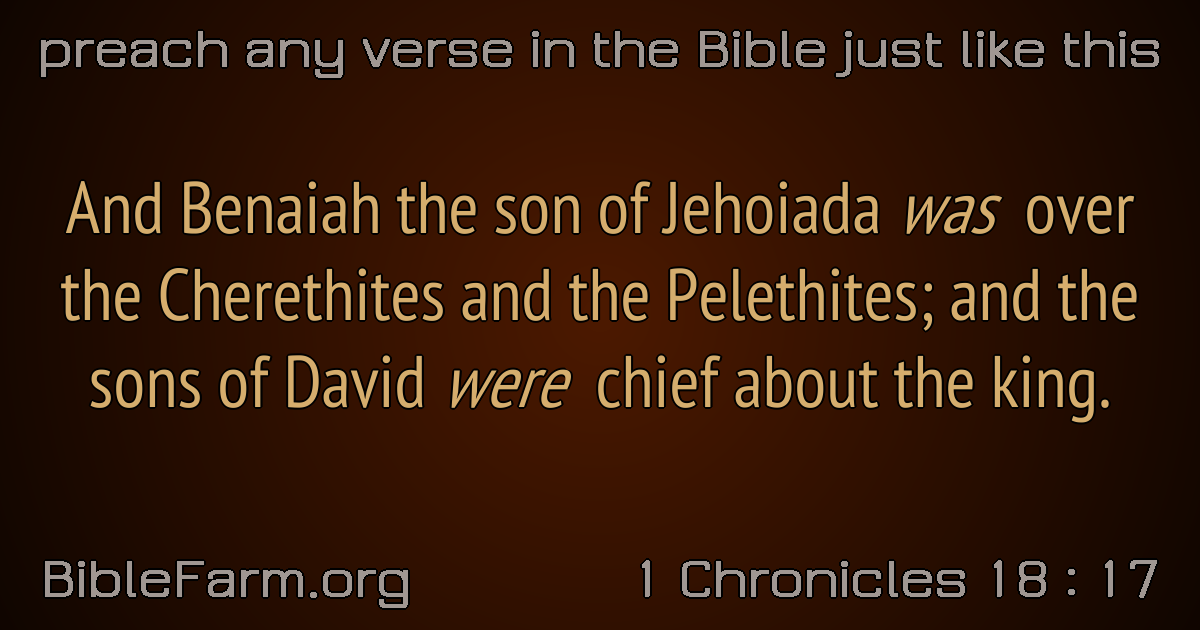 preach any verse in the Bible just like this
And Benaiah the son of Jehoiada was over
the Cherethites and the Pelethites; and the
sons of David were chief about the king.
BibleFarm.org
1 Chronicles 18 : 17